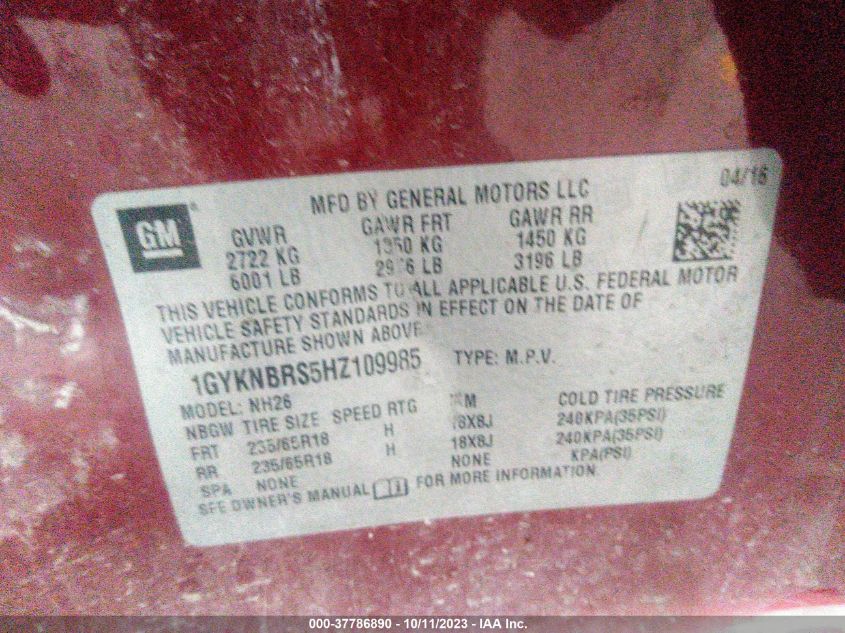 MFD BY GENERAL MOTORS LLC 04/16
GM
GVWR GAWR FRT GAWR RR
2722 KG 1350 KG 1450 KG
6001 LB 2976 LB 3196 LB
THIS VEHICLE CONFORMS TO ALL APPLICABLE U.S. FEDERAL MOTOR
VEHICLE SAFETY STANDARDS IN EFFECT ON THE DATE OF
MANUFACTURE SHOWN ABOVE.
1GYKNBRS5HZ109985 TYPE: M.P.V.
MODEL: NH26
NBGW TIRE SIZE SPEED RTG COLD TIRE PRESSURE
FRT 235/65R18 H 18X8J 240KPA(35PSI)
RR 235/65R18 H 18X8J 240KPA(35PSI)
SPA NONE NONE KPA(PSI)
SEE OWNER'S MANUAL FOR MORE INFORMATION.
000-37786890 - 10/11/2023 - IAA Inc.